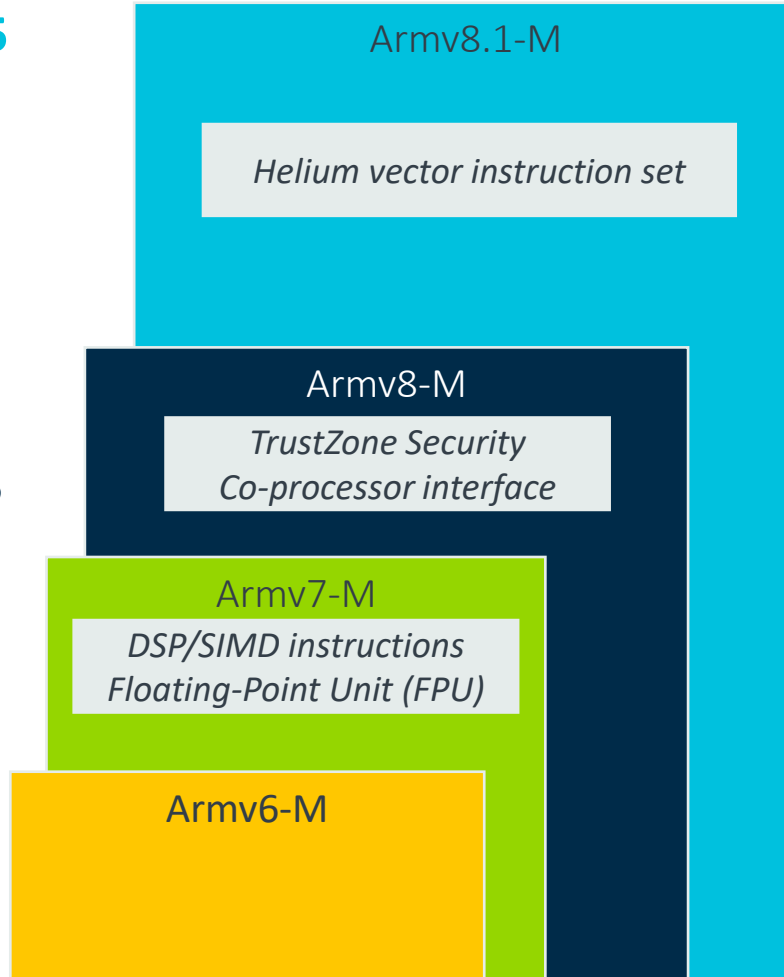 5
Armv8.1-M
Helium vector instruction set
Armv8-M
TrustZone Security
Co-processor interface
Armv7-M
DSP/SIMD instructions
Floating-Point Unit (FPU)
Armv6-M